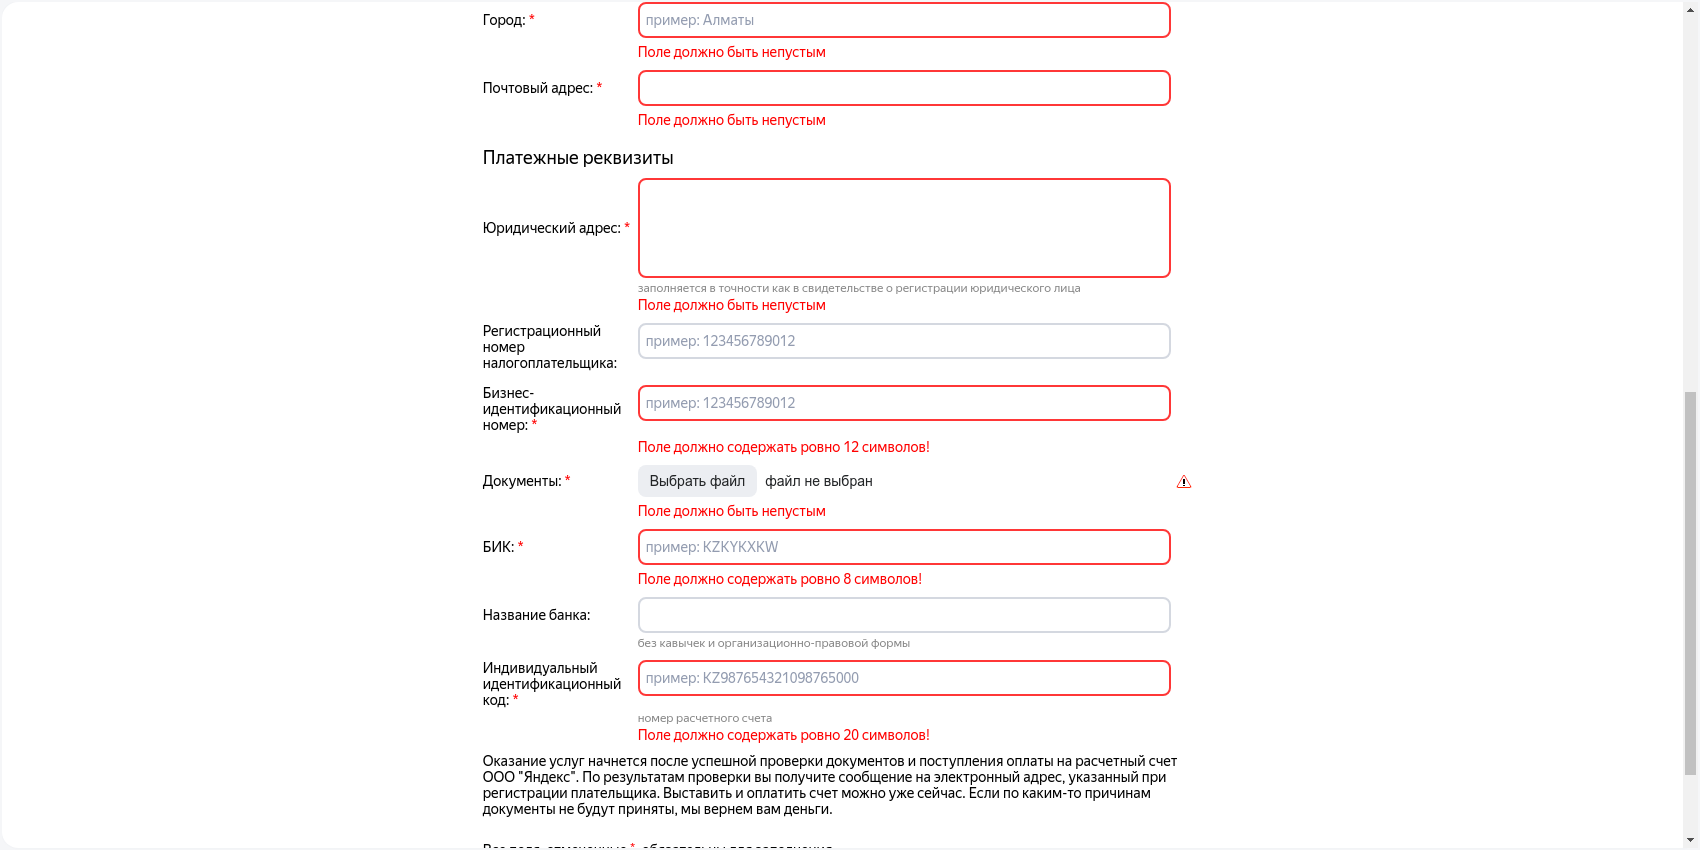 Город: *
пример: Алматы
Поле должно быть непустым
Почтовый адрес: *
Поле должно быть непустым
Платежные реквизиты
Юридический адрес: *
заполняется в точности как в свидетельстве о регистрации юридического лица
Поле должно быть непустым
Регистрационный
номер
налогоплательщика:
пример: 123456789012
Бизнес-
идентификационный
номер: *
пример: 123456789012
Поле должно содержать ровно 12 символов!
Документы: *
Выбрать файл файл не выбран
Поле должно быть непустым
БИК: *
пример: KZKYKXKW
Поле должно содержать ровно 8 символов!
Название банка:
без кавычек и организационно-правовой формы
Индивидуальный
идентификационный
код: *
пример: KZ987654321098765000
номер расчетного счета
Поле должно содержать ровно 20 символов!
Оказание услуг начнется после успешной проверки документов и поступления оплаты на расчетный счет
ООО "Яндекс". По результатам проверки вы получите сообщение на электронный адрес, указанный при
регистрации плательщика. Выставить и оплатить счет можно уже сейчас. Если по каким-то причинам
документы не будут приняты, мы вернем вам деньги.